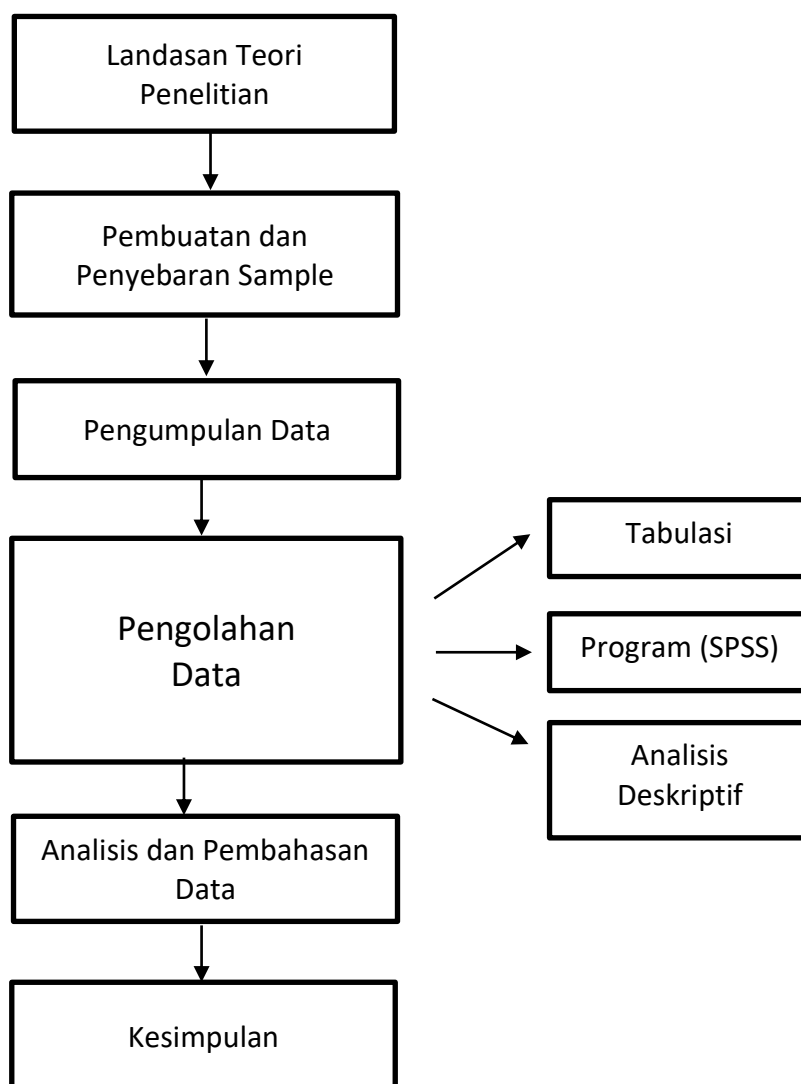 Landasan Teori
Penelitian
Pembuatan dan
Penyebaran Sample
Pengumpulan Data
Pengolahan
Data
Tabulasi
Program (SPSS)
Analisis
Deskriptif
Analisis dan Pembahasan
Data
Kesimpulan